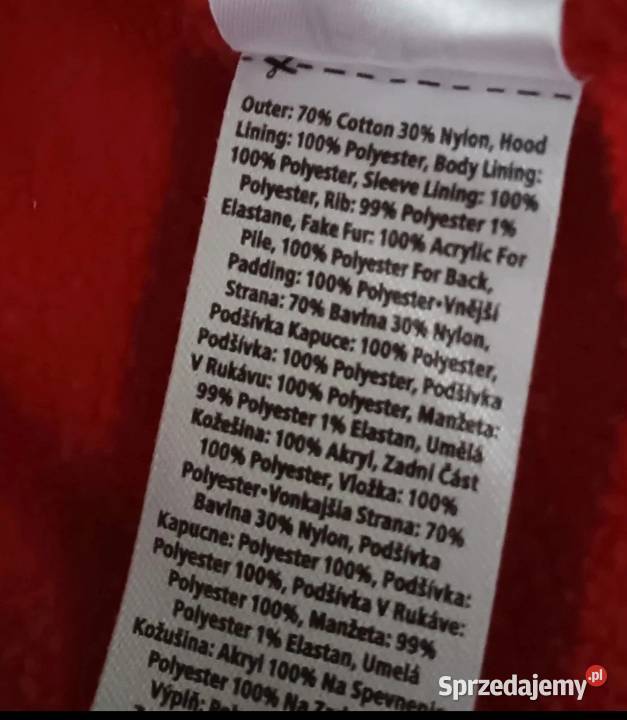 Outer: 70% Cotton 30% Nylon, Hood
Lining: 100% Polyester, Body Lining:
100% Polyester, Sleeve Lining: 100%
Polyester, Rib: 99% Polyester 1%
Elastane, Fake Fur: 100% Acrylic For
Pile, 100% Polyester For Back,
Padding: 100% Polyester•Vnější
Strana: 70% Bavlna 30% Nylon,
Podšívka Kapuce: 100% Polyester,
Podšívka: 100% Polyester, Podšívka
V Rukávu: 100% Polyester, Manžeta:
99% Polyester 1% Elastan, Umělá
Kožešina: 100% Akryl, Zadní Část
100% Polyester, Vložka: 100%
Polyester•Vonkajšia Strana: 70%
Bavlna 30% Nylon, Podšívka
Kapucne: Polyester 100%, Podšívka:
Polyester 100%, Podšívka V Rukáve:
Polyester 100%, Manžeta: 99%
Polyester 1% Elastan, Umelá
Kožušina: Akryl 100% Na Spevnenie
Polyester 100% Na
Výplň:
Sprzedajemy.pl